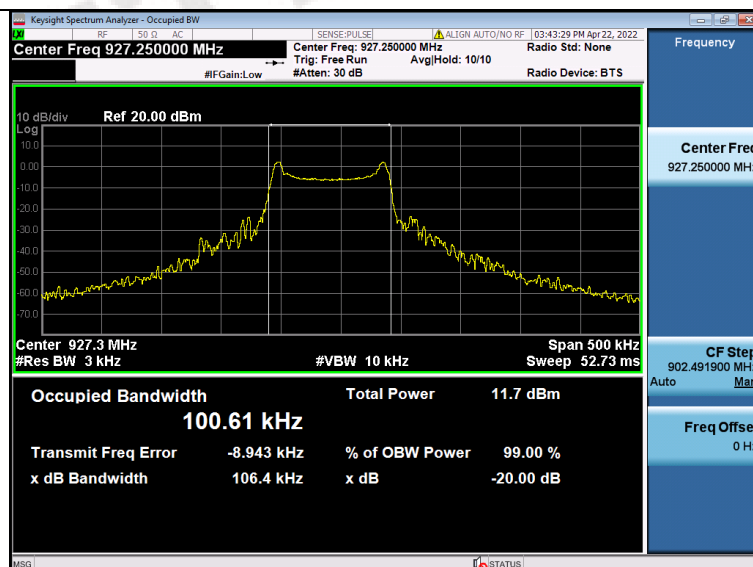 Keysight Spectrum Analyzer - Occupied BW
LXI RF 50 Ω AC SENSE:PULSE ALIGN AUTO/NO RF 03:43:29 PM Apr 22, 2022
Center Freq 927.250000 MHz Center Freq: 927.250000 MHz Radio Std: None Frequency
Trig: Free Run Avg|Hold: 10/10
#IFGain:Low #Atten: 30 dB Radio Device: BTS
10 dB/div Ref 20.00 dBm
Log
10.0
0.00
-10.0
-20.0
-30.0
-40.0
-50.0
-60.0
-70.0
Center Freq
927.250000 MHz
Center 927.3 MHz Span 500 kHz
#Res BW 3 kHz #VBW 10 kHz Sweep 52.73 ms
CF Step
902.491900 MHz
Auto Man
Occupied Bandwidth Total Power 11.7 dBm
100.61 kHz
Transmit Freq Error -8.943 kHz % of OBW Power 99.00 %
x dB Bandwidth 106.4 kHz x dB -20.00 dB
Freq Offse
0 H
MSG STATUS